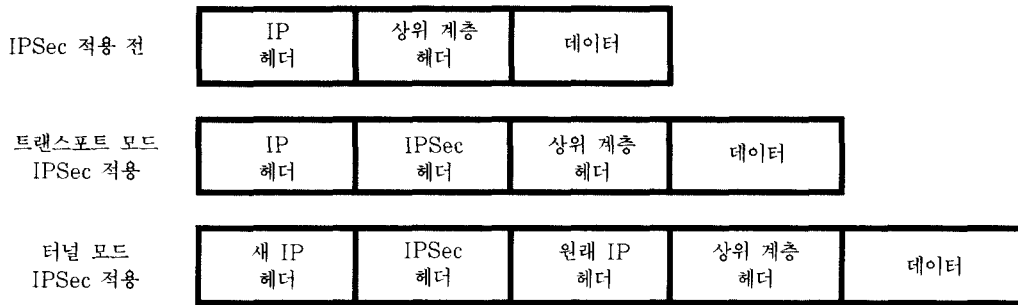 IPSec 적용 전
IP 헤더
상위 계층 헤더
데이터
트랜스포트 모드 IPSec 적용
IP 헤더
IPSec 헤더
상위 계층 헤더
데이터
터널 모드 IPSec 적용
새 IP 헤더
IPSec 헤더
원래 IP 헤더
상위 계층 헤더
데이터